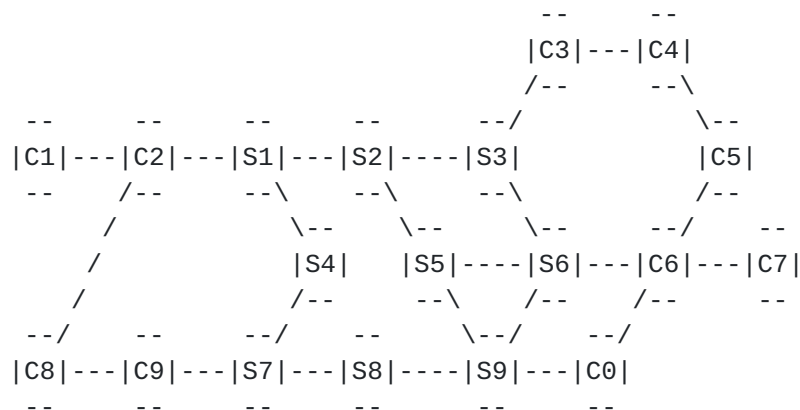 --      --
                                  |C3|---|C4|
                                  /--     --\
 --      --      --      --      --/           \--
|C1|---|C2|---|S1|---|S2|----|S3|           |C5|
 --     /--     --\     --\      --\           /--
       /           \--     \--      \--     --/     --
      /            |S4|   |S5|----|S6|---|C6|---|C7|
     /             /--     --\    /--     /--      --
 --/     --     --/     --     \--/    --/
|C8|---|C9|---|S7|---|S8|----|S9|---|C0|
 --      --      --      --       --      --